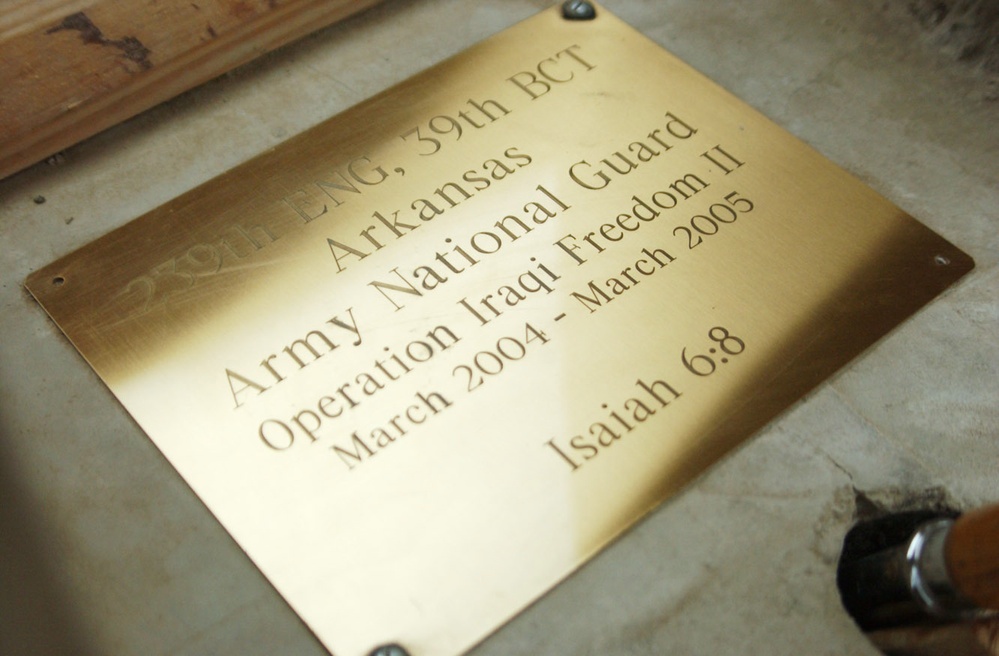 239th ENG, 39th BCT
Arkansas
Army National Guard
Operation Iraqi Freedom II
March 2004 - March 2005
Isaiah 6:8